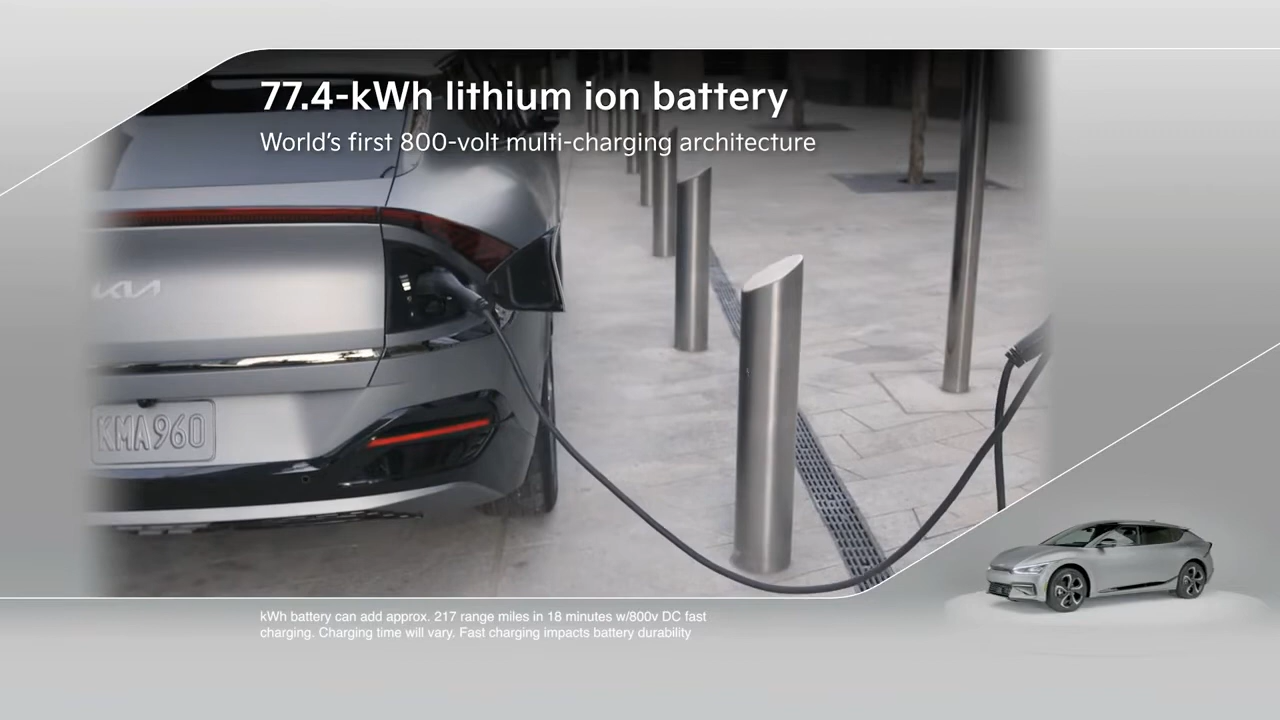 77.4-kWh lithium ion battery
World's first 800-volt multi-charging architecture
KIA
KMA960
kWh battery can add approx. 217 range miles in 18 minutes w/800v DC fast
charging. Charging time will vary. Fast charging impacts battery durability